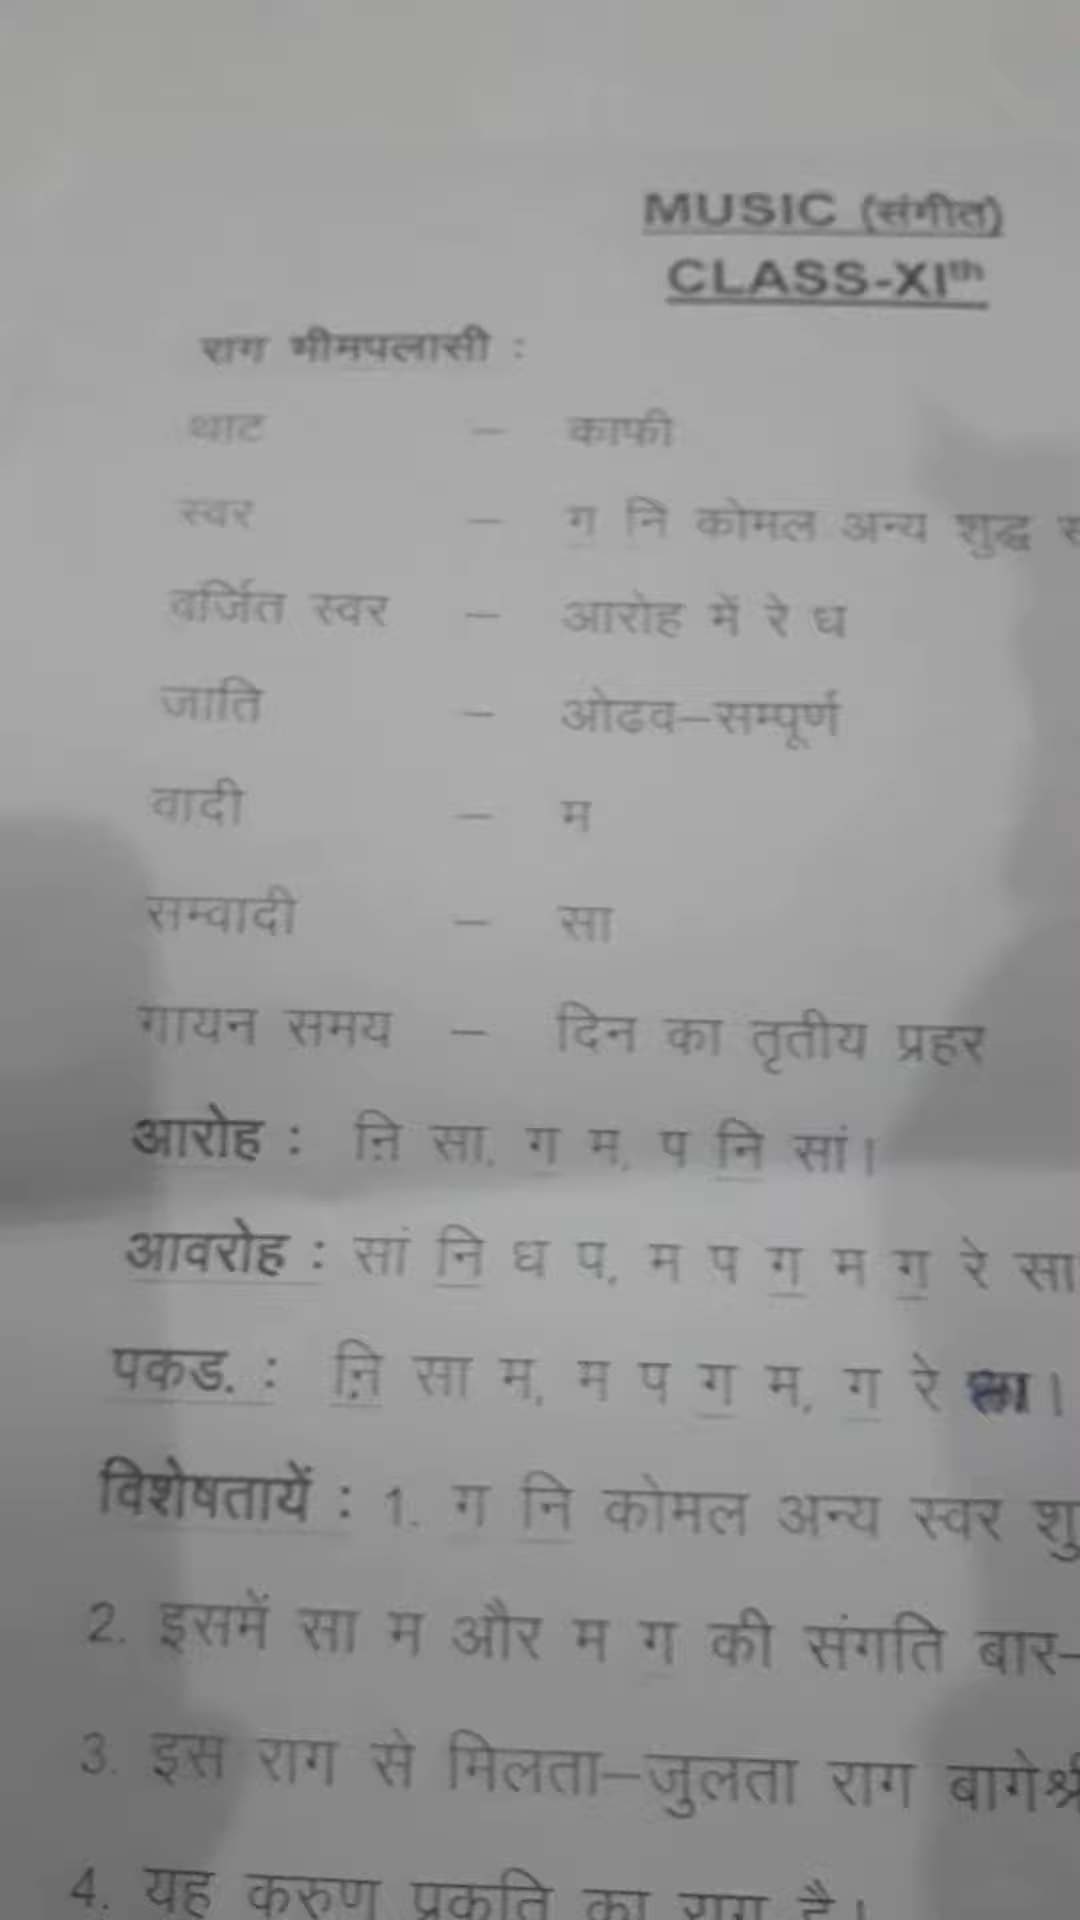 MUSIC (संगीत)
CLASS-XIth
राग भीमपलासी :
थाट – काफी
स्वर – ग॒ नि॒ कोमल अन्य शुद्ध
वर्जित स्वर – आरोह में रे ध
जाति – ओढव–सम्पूर्ण
वादी – म
सम्वादी – सा
गायन समय – दिन का तृतीय प्रहर
आरोह : ऩि सा, ग॒ म, प नि॒ सां।
आवरोह : सां नि॒ ध प, म प ग॒ म ग॒ रे सा
पकड. : ऩि॒ सा म, म प ग॒ म, ग॒ रे सा।
विशेषतायें : 1. ग॒ नि॒ कोमल अन्य स्वर
2. इसमें सा म और म ग॒ की संगति बार–
3. इस राग से मिलता–जुलता राग बागेश्री
4. यह करुण प्रकृति का राग है।